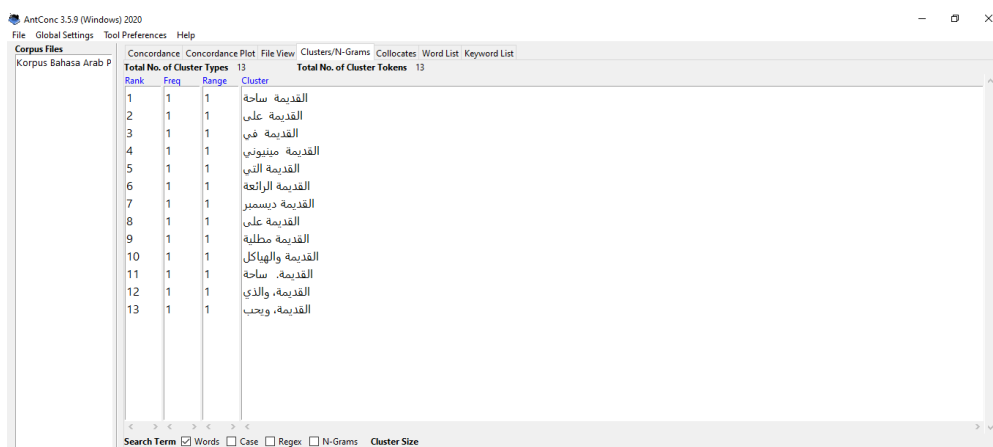 AntConc 3.5.9 (Windows) 2020
File Global Settings Tool Preferences Help
Corpus Files
Korpus Bahasa Arab P
Concordance Concordance Plot File View Clusters/N-Grams Collocates Word List Keyword List
Total No. of Cluster Types 13 Total No. of Cluster Tokens 13
Rank Freq Range Cluster
1 1 1 القديمة ساحة
2 1 1 القديمة على
3 1 1 القديمة في
4 1 1 القديمة مينيوني
5 1 1 القديمة التي
6 1 1 القديمة الرائعة
7 1 1 القديمة ديسمبر
8 1 1 القديمة على
9 1 1 القديمة مطلية
10 1 1 القديمة والهياكل
11 1 1 القديمة. ساحة
12 1 1 القديمة، والذي
13 1 1 القديمة، ويحب
Search Term Words Case Regex N-Grams Cluster Size